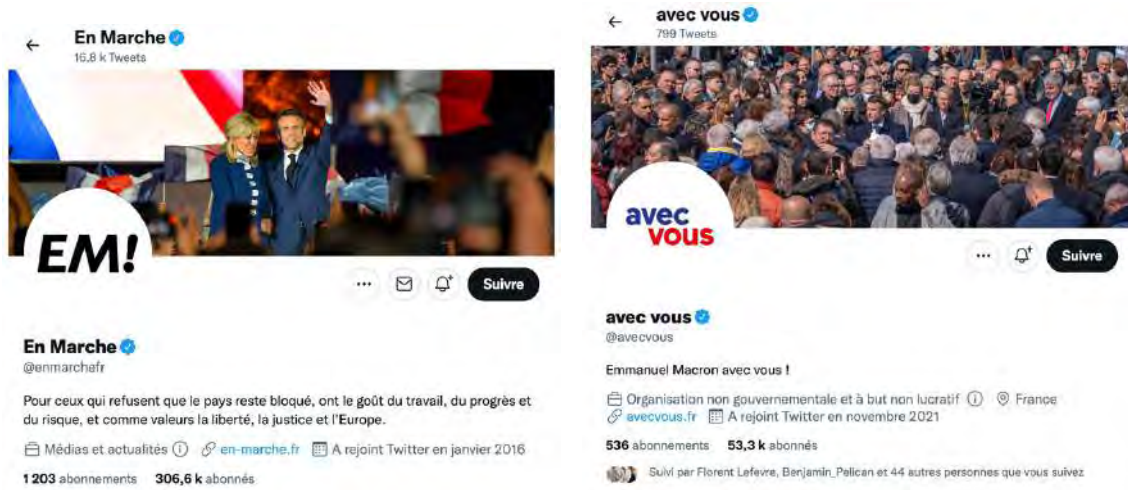 En Marche
16,8 k Tweets
EM!
Suivre
En Marche
@enmarchefr
Pour ceux qui refusent que le pays reste bloqué, ont le goût du travail, du progrès et
du risque, et comme valeurs la liberté, la justice et l'Europe.
Médias et actualités en-marche.fr A rejoint Twitter en janvier 2016
1 203 abonnements 306,6 k abonnés
avec vous
799 Tweets
avec
vous
Suivre
avec vous
@avecvous
Emmanuel Macron avec vous !
Organisation non gouvernementale et à but non lucratif France
avecvous.fr A rejoint Twitter en novembre 2021
536 abonnements 53,3 k abonnés
Suivi par Florent Lefevre, Benjamin_Pelican et 44 autres personnes que vous suivez